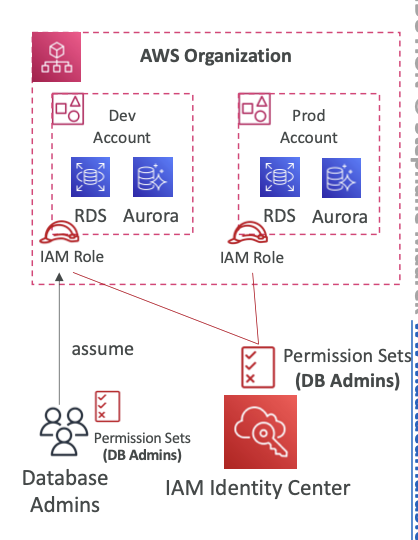 AWS Organization
Dev
Account
Prod
Account
RDS
Aurora
RDS
Aurora
IAM Role
IAM Role
assume
Permission Sets
(DB Admins)
Permission Sets
(DB Admins)
Database
Admins
IAM Identity Center